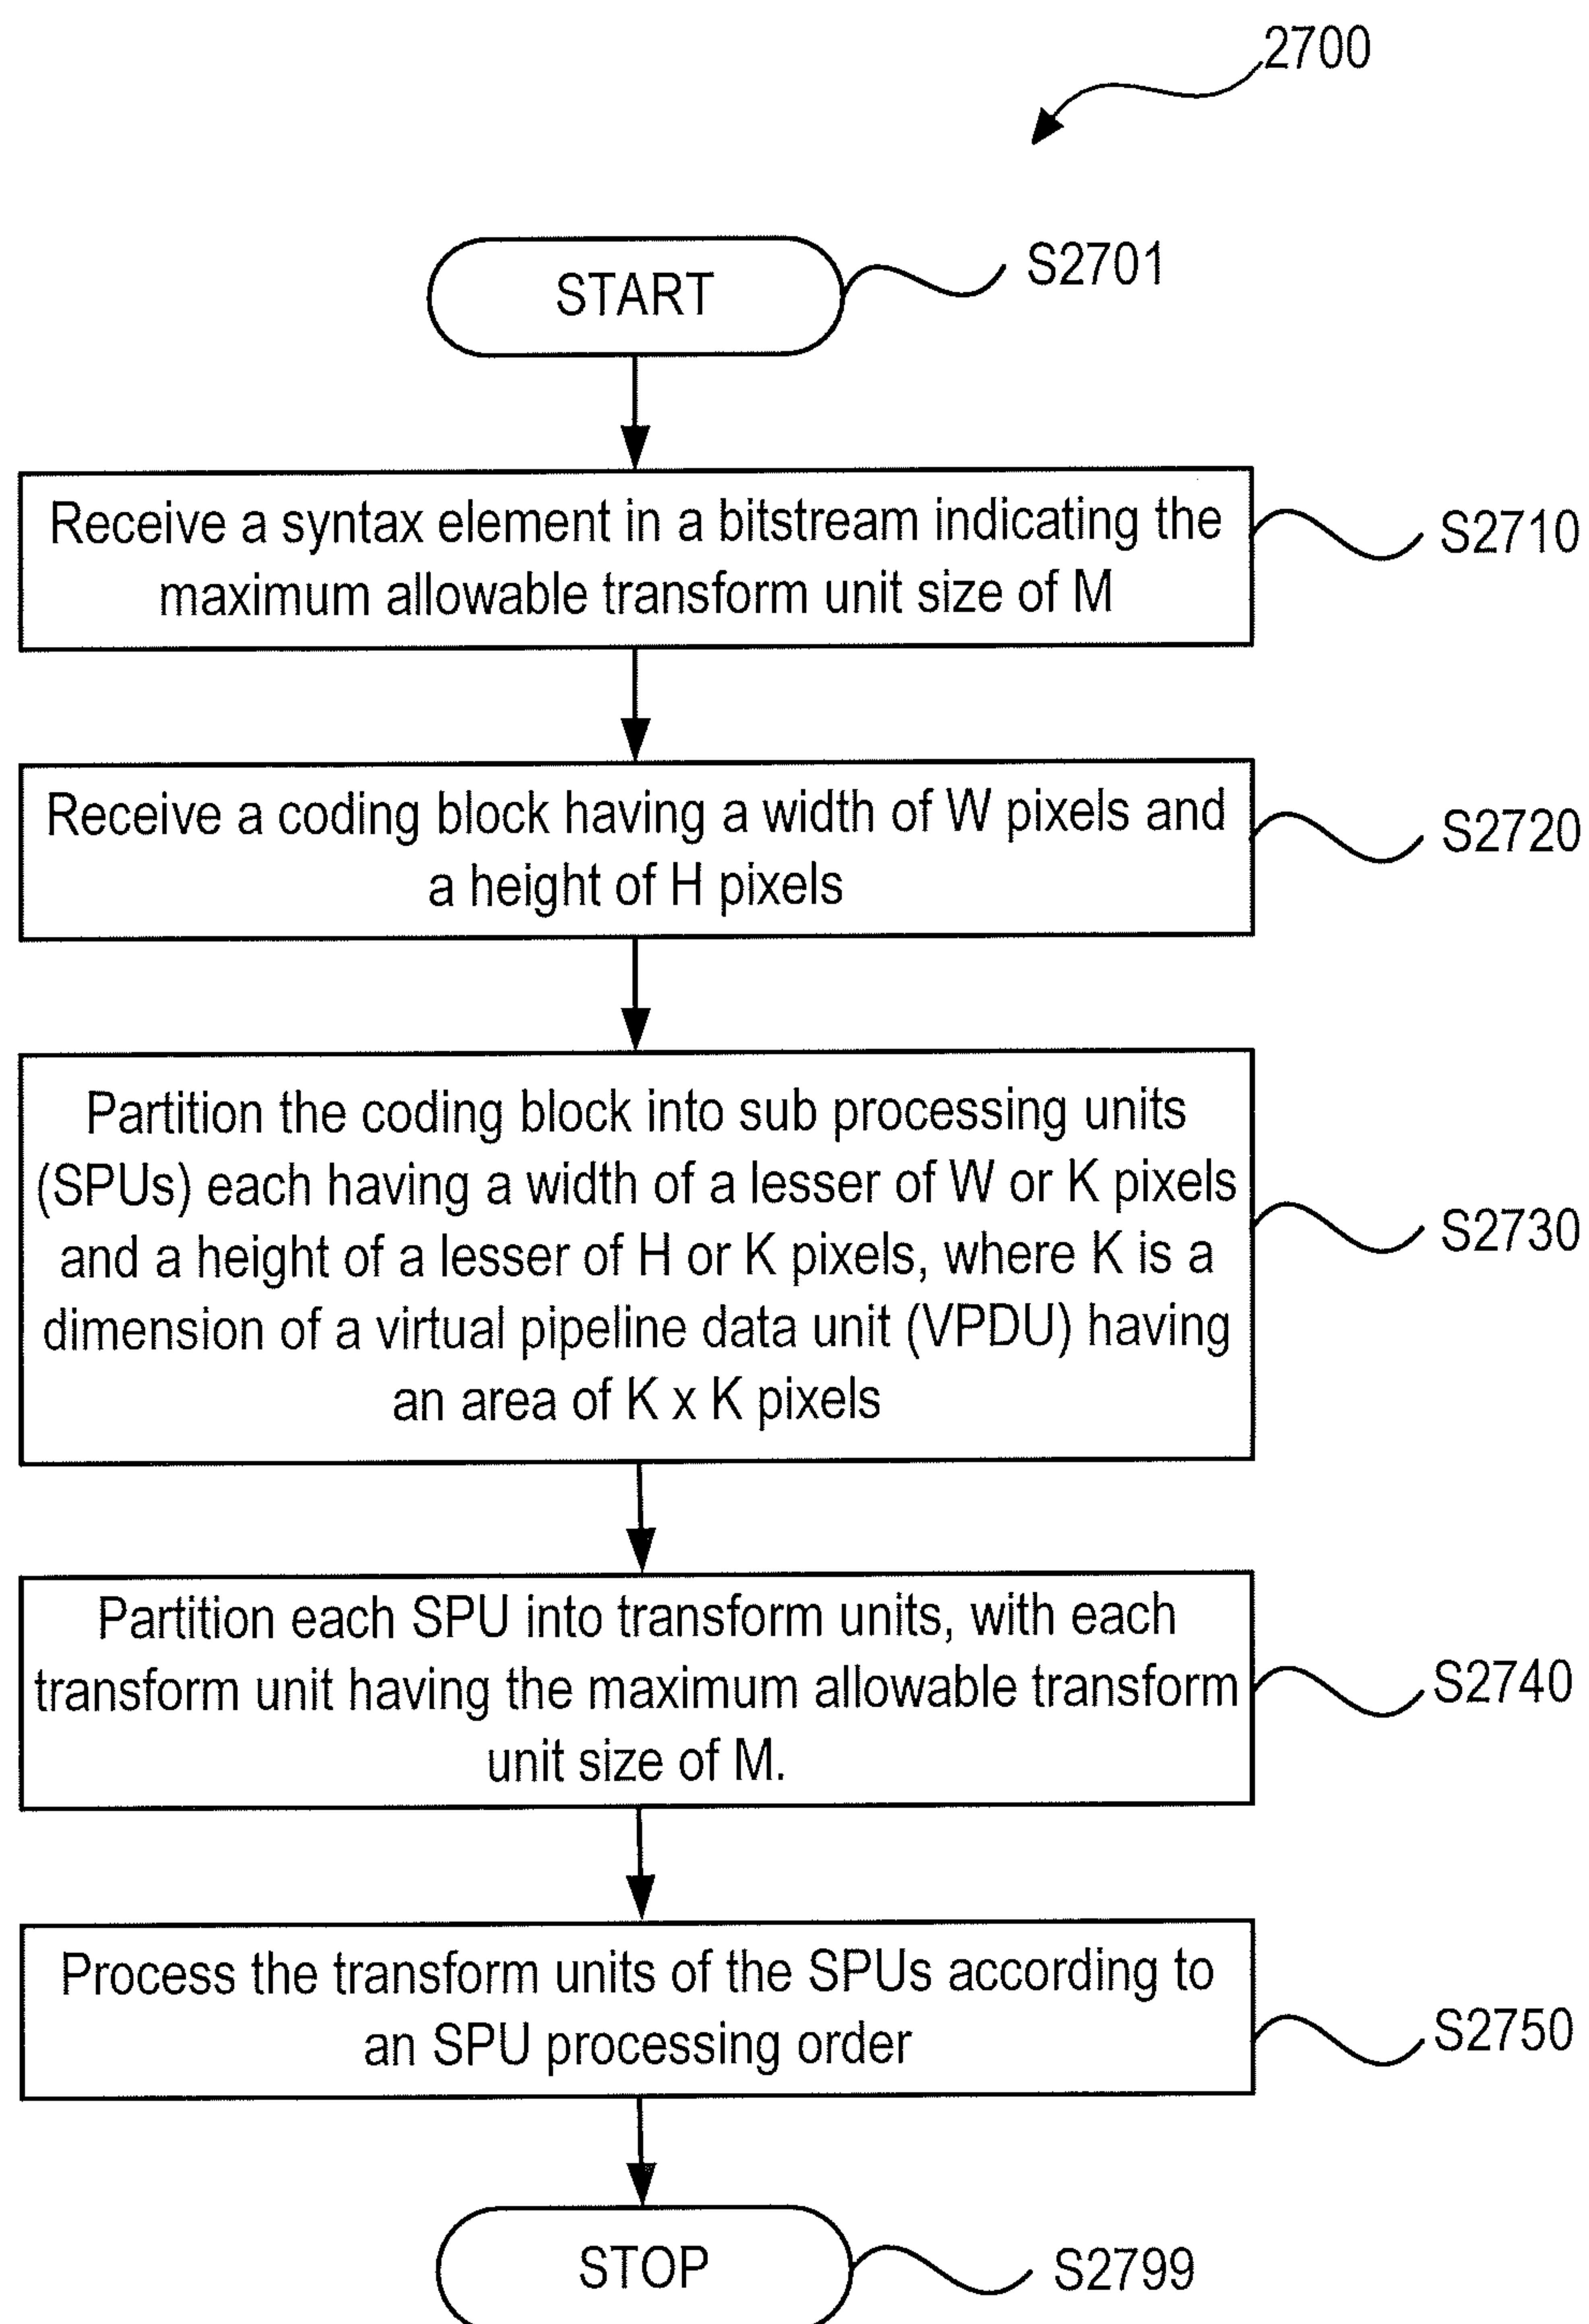 2700
START
S2701
Receive a syntax element in a bitstream indicating the
maximum allowable transform unit size of M
S2710
Receive a coding block having a width of W pixels and
a height of H pixels
S2720
Partition the coding block into sub processing units
(SPUs) each having a width of a lesser of W or K pixels
and a height of a lesser of H or K pixels, where K is a
dimension of a virtual pipeline data unit (VPDU) having
an area of K x K pixels
S2730
Partition each SPU into transform units, with each
transform unit having the maximum allowable transform
unit size of M.
S2740
Process the transform units of the SPUs according to
an SPU processing order
S2750
STOP
S2799